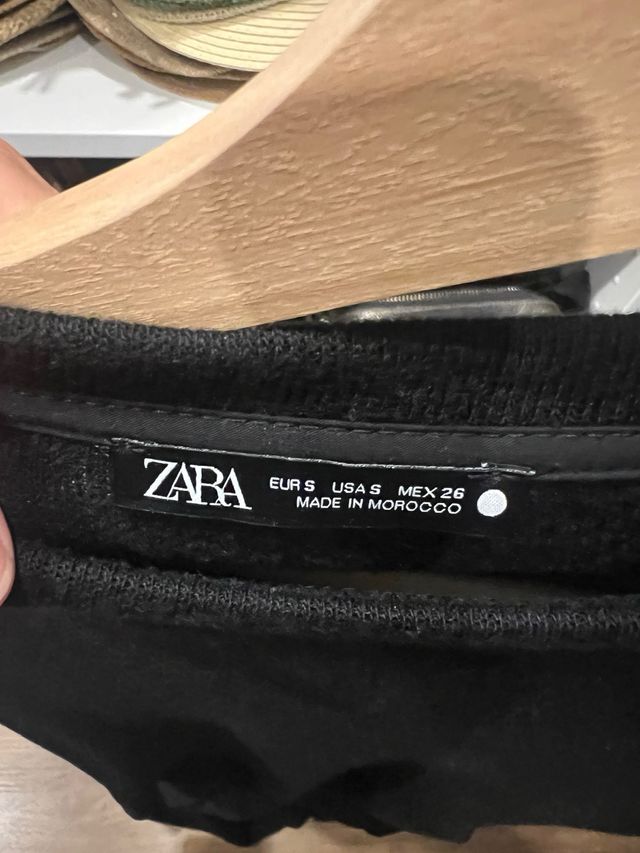 ZARA
EUR S USA S MEX 26
MADE IN MOROCCO